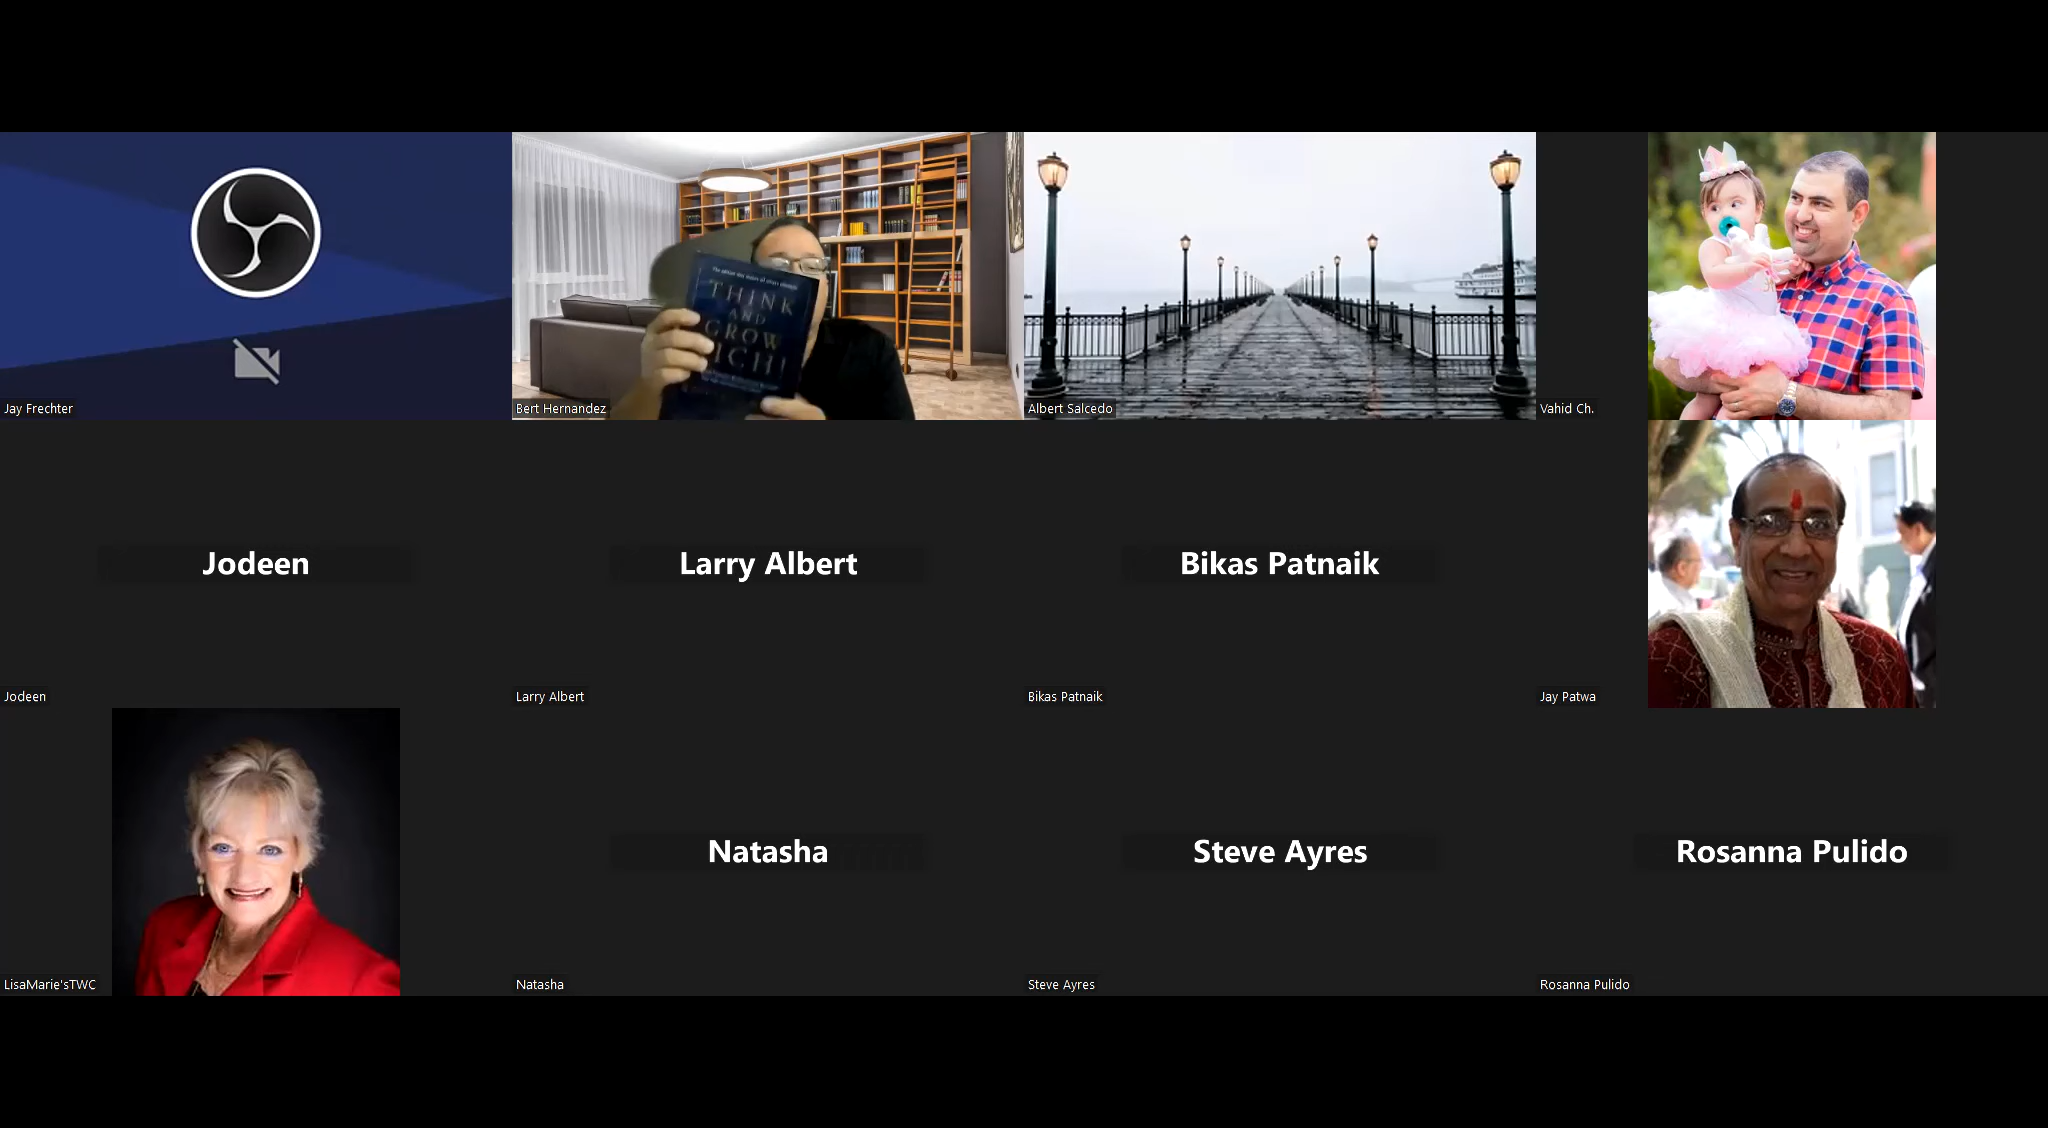 THINK
AND
GROW
RICH!
Jay Frechter
Bert Hernandez
Albert Salcedo
Vahid Ch.
Jodeen
Larry Albert
Bikas Patnaik
Jodeen
Larry Albert
Bikas Patnaik
Jay Patwa
Natasha
Steve Ayres
Rosanna Pulido
LisaMarie'sTWC
Natasha
Steve Ayres
Rosanna Pulido